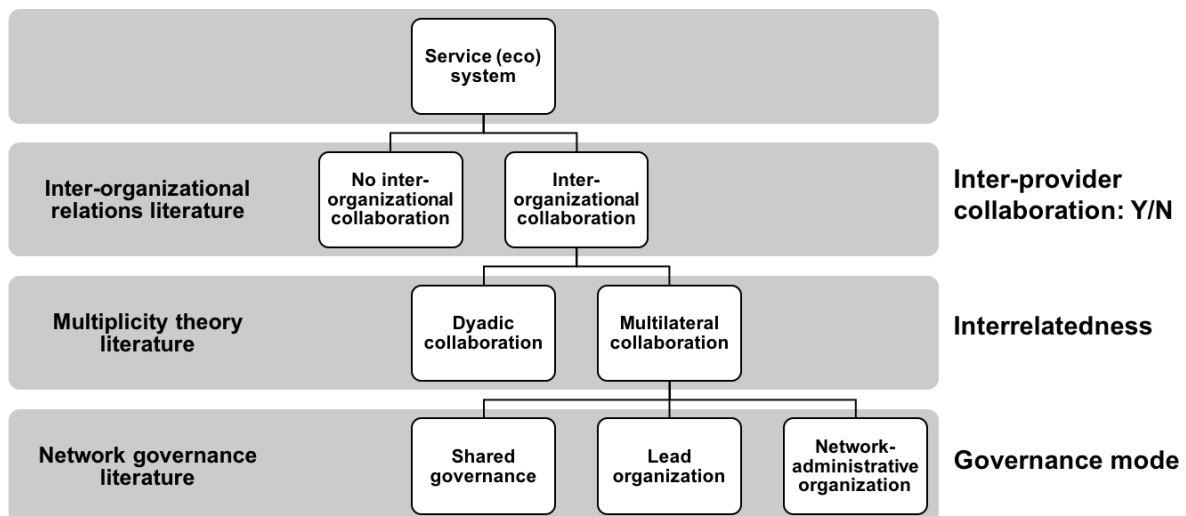 Service (eco)
system
Inter-organizational
relations literature
No inter-
organizational
collaboration
Inter-
organizational
collaboration
Inter-provider
collaboration: Y/N
Multiplicity theory
literature
Dyadic
collaboration
Multilateral
collaboration
Interrelatedness
Network governance
literature
Shared
governance
Lead
organization
Network-
administrative
organization
Governance mode